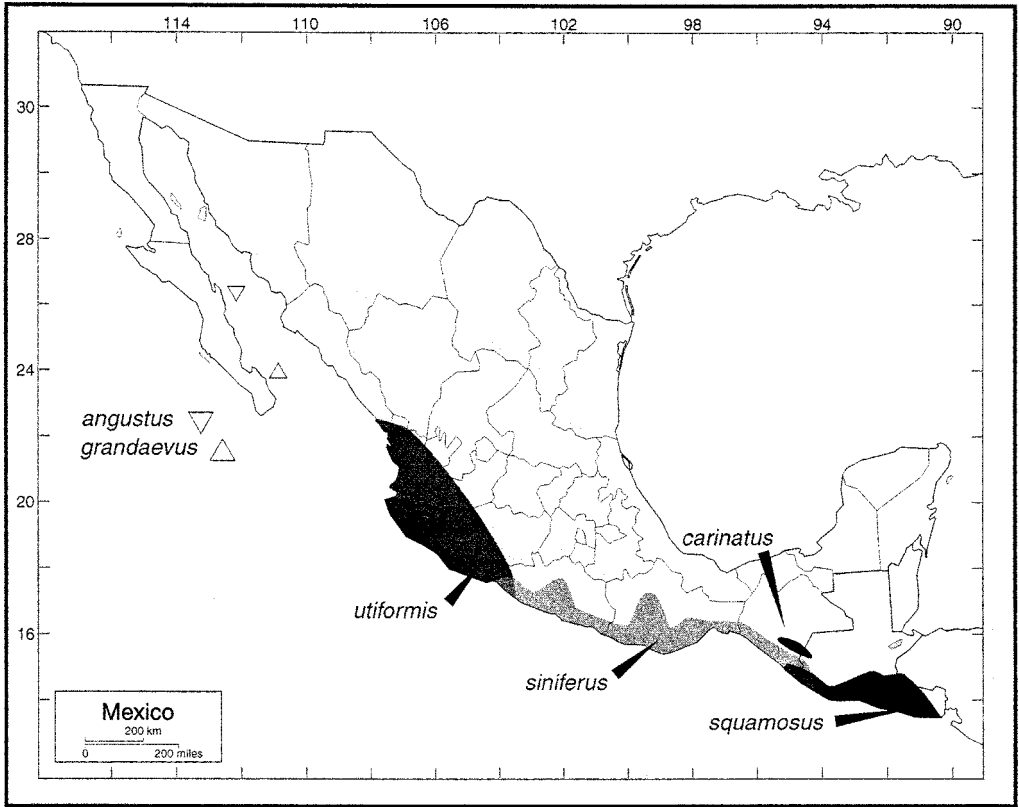 114 110 106 102 98 94 90
30
28
24
20
16
angustus
grandaevus
carinatus
utiformis
siniferus
squamosus
Mexico
200 km
0 200 miles